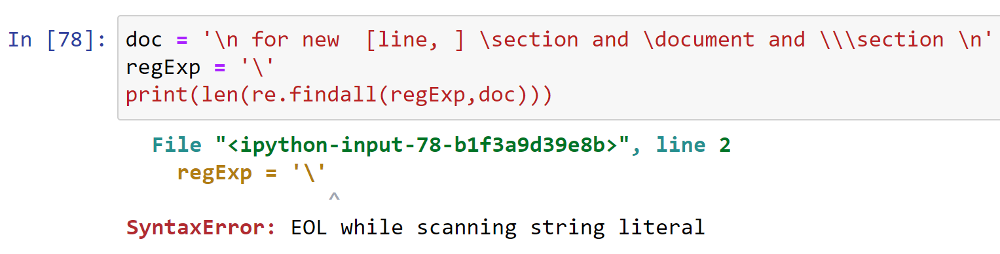 In [78]: doc = '\n for new  [line, ] \section and \document and \\\section \n'
regExp = '\'
print(len(re.findall(regExp,doc)))
File "<ipython-input-78-b1f3a9d39e8b>", line 2
regExp = '\'
^
SyntaxError: EOL while scanning string literal